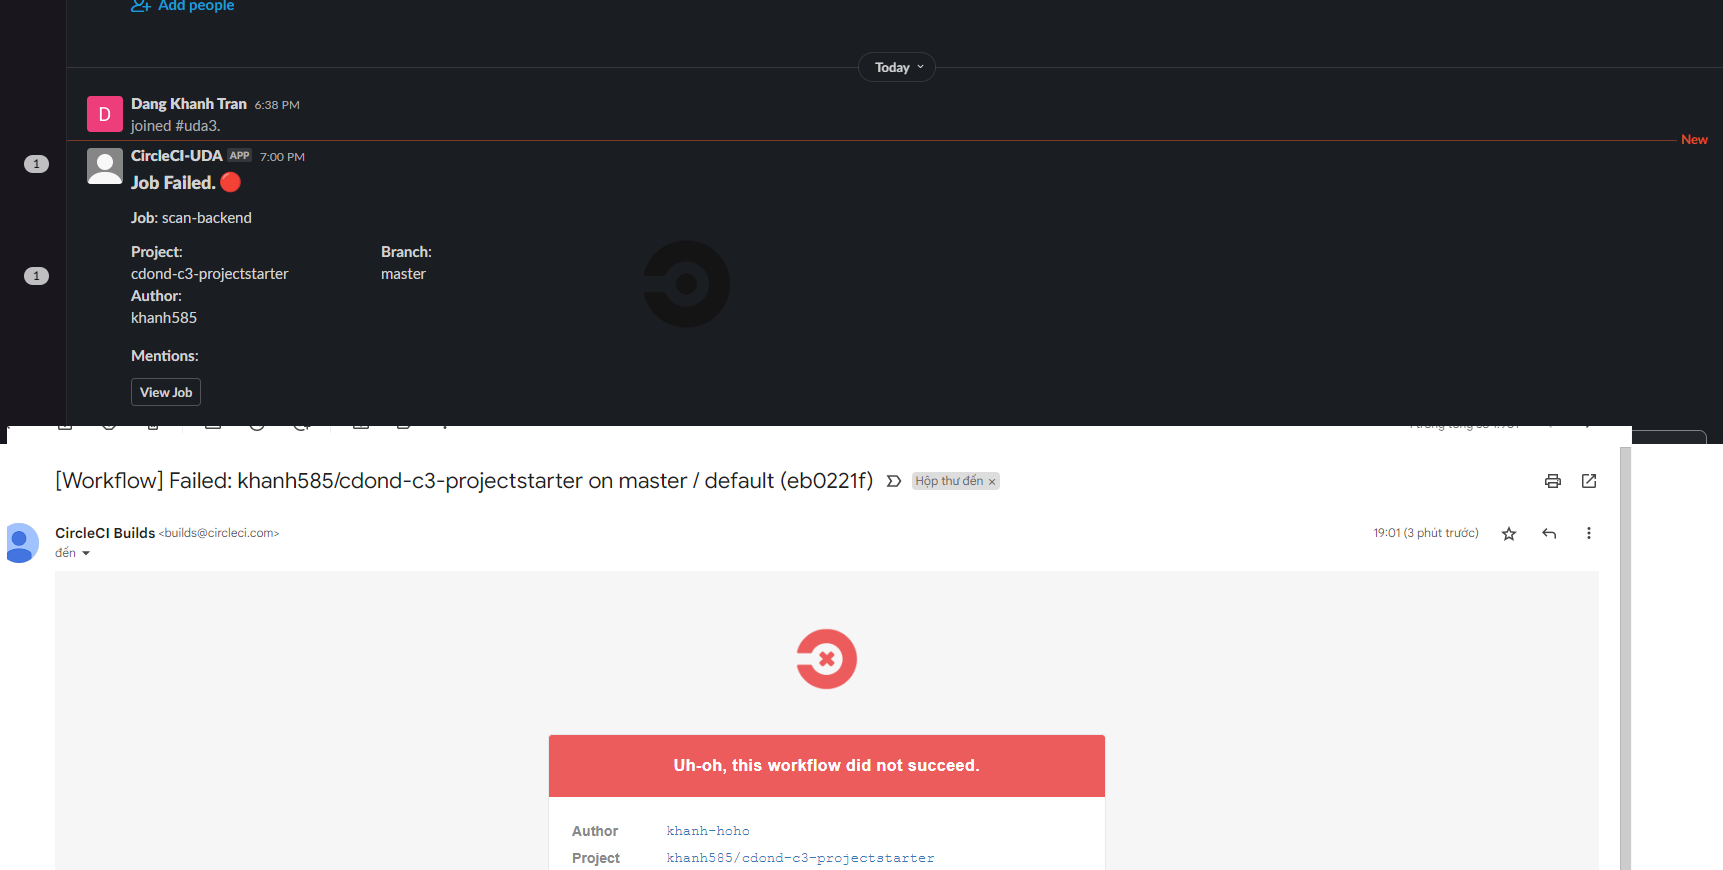 Add people
Today
D
Dang Khanh Tran 6:38 PM
joined #uda3.
New
1
CircleCI-UDA APP 7:00 PM
Job Failed.
Job: scan-backend
Project: Branch:
1
cdond-c3-projectstarter master
Author:
khanh585
Mentions:
View Job
[Workflow] Failed: khanh585/cdond-c3-projectstarter on master / default (eb0221f) Hộp thư đến ×
CircleCI Builds <builds@circleci.com> 19:01 (3 phút trước)
đến
Uh-oh, this workflow did not succeed.
Author khanh-hoho
Project khanh585/cdond-c3-projectstarter